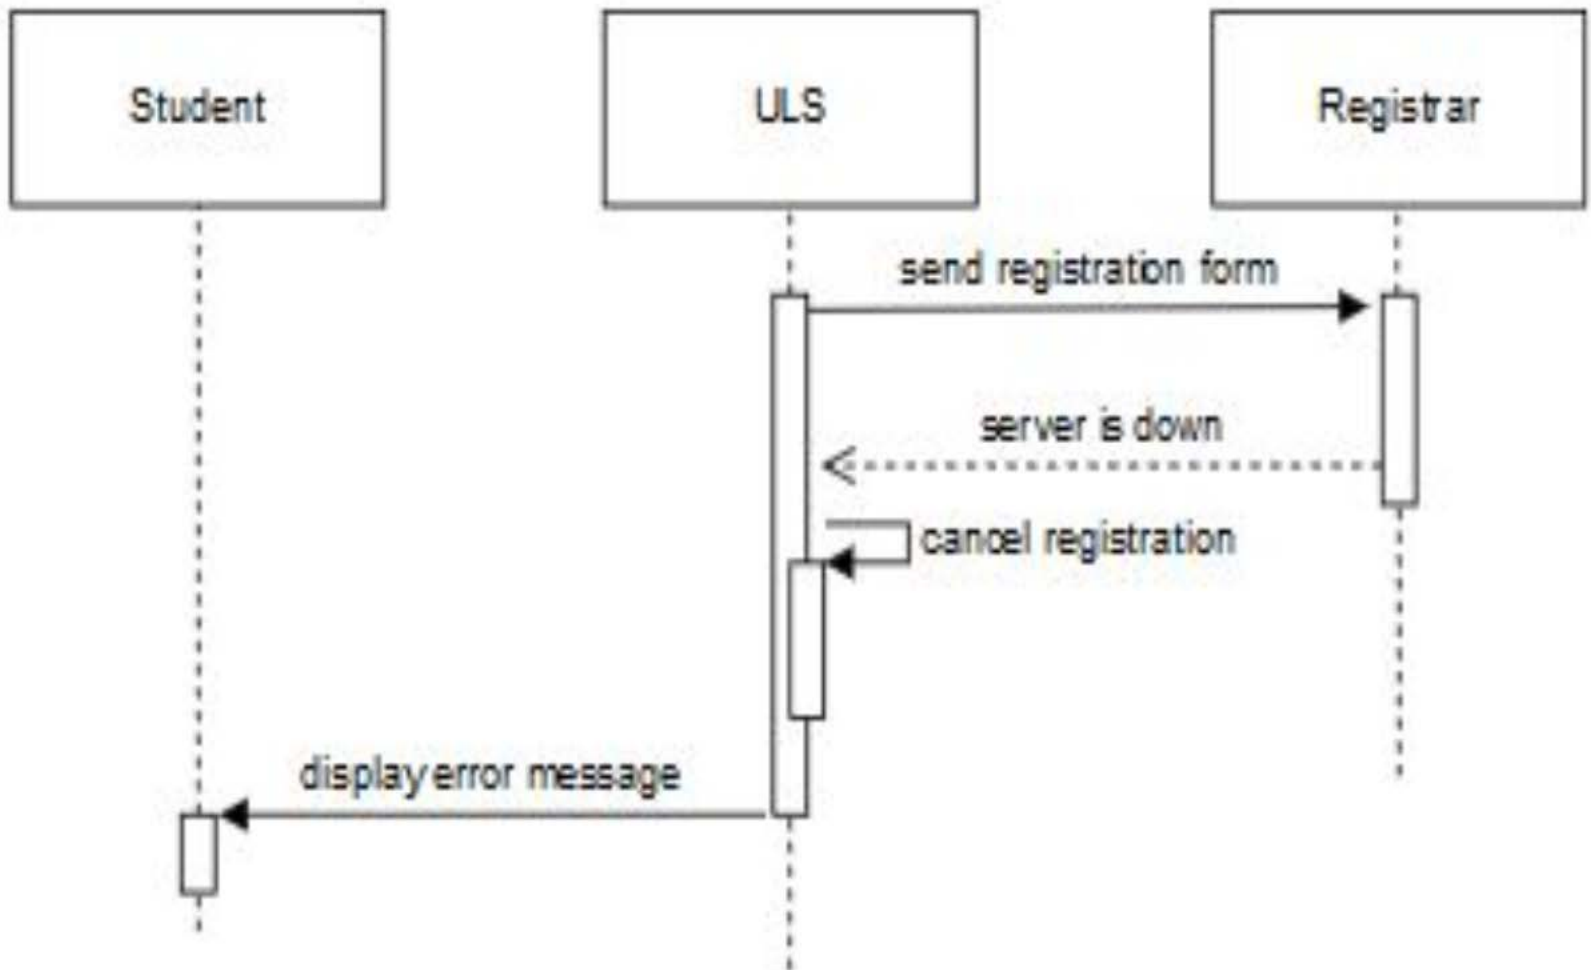 Student
ULS
Registrar
send registration form
server is down
cancel registration
display error message